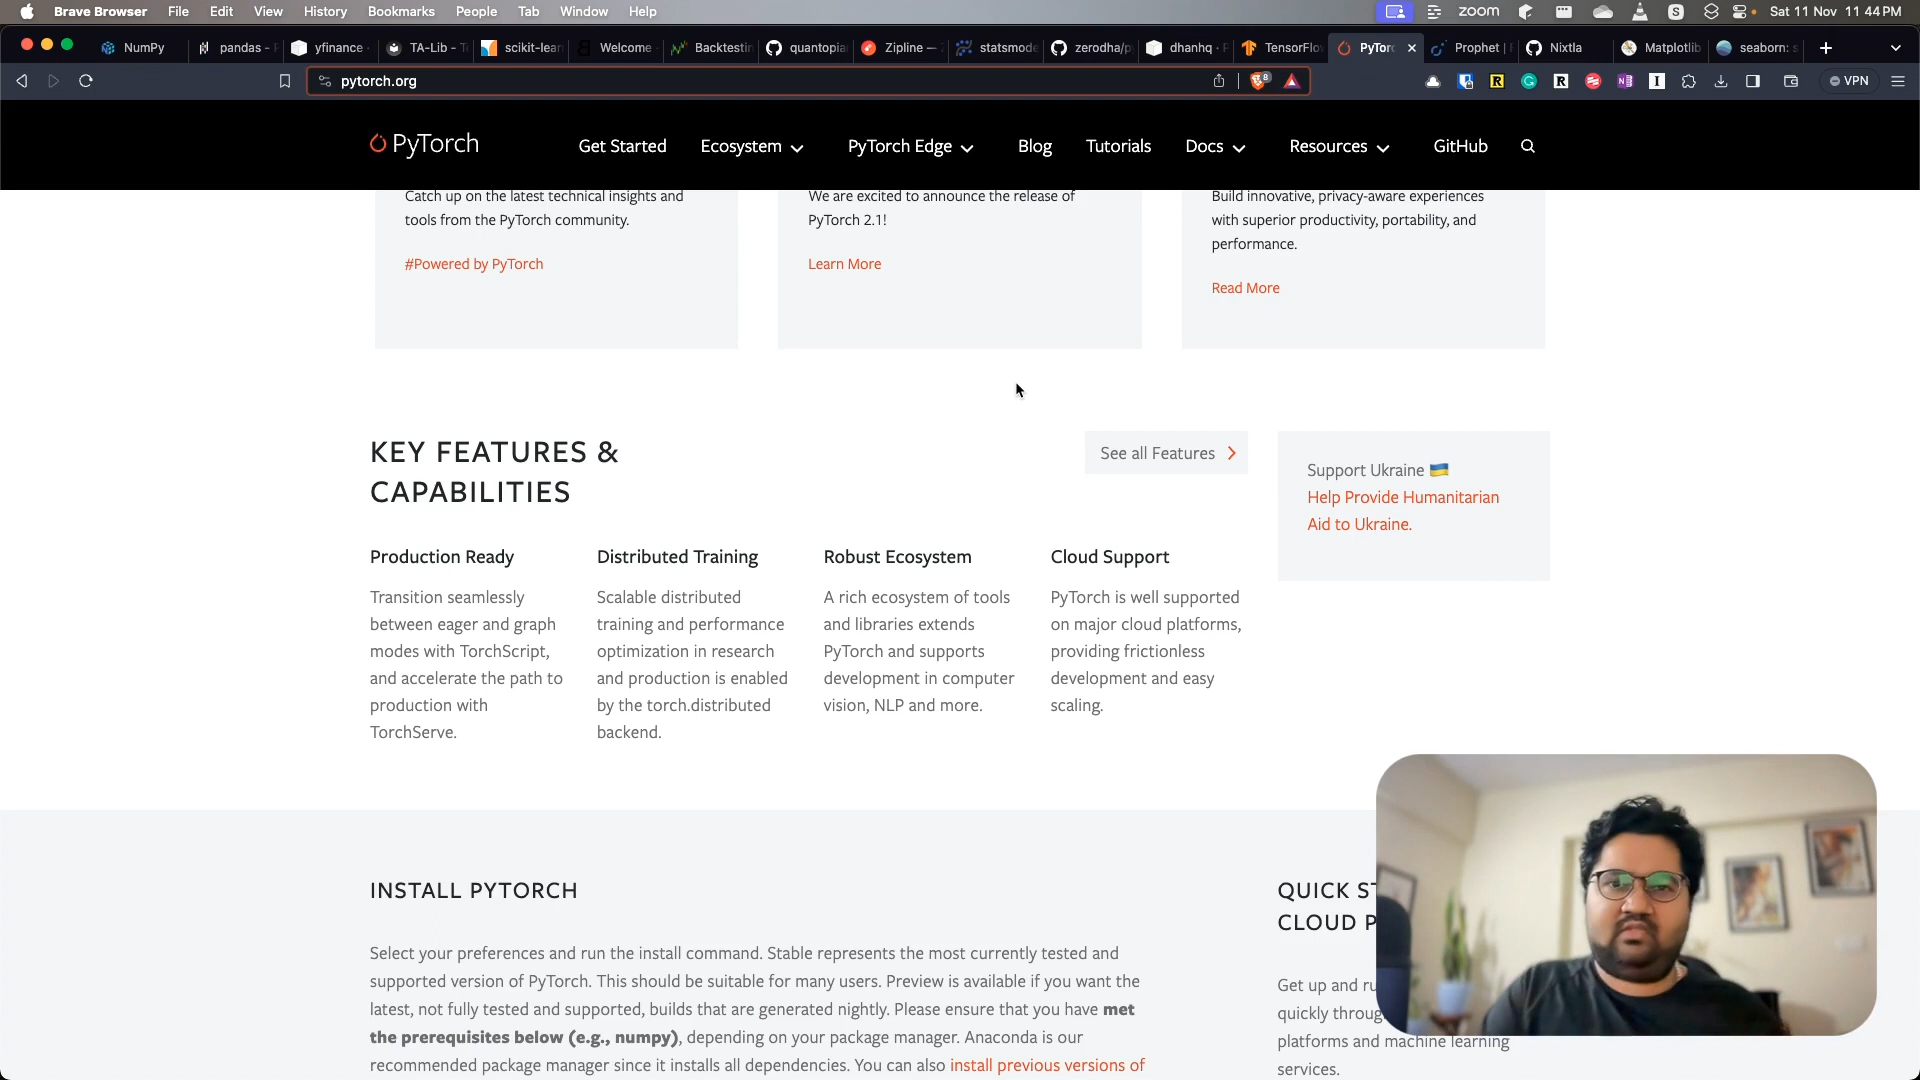 Brave Browser File Edit View History Bookmarks People Tab Window Help zoom S Sat 11 Nov 11 44 PM
NumPy pandas - yfinance TA-Lib - scikit-lear Welcome Backtestin quantopia Zipline — statsmode zerodha/p dhanhq · TensorFlow PyTorc Prophet | Nixtla Matplotlib seaborn: s
pytorch.org 8 R G R N I VPN
PyTorch Get Started Ecosystem PyTorch Edge Blog Tutorials Docs Resources GitHub
Catch up on the latest technical insights and
tools from the PyTorch community.
#Powered by PyTorch
We are excited to announce the release of
PyTorch 2.1!
Learn More
Build innovative, privacy-aware experiences
with superior productivity, portability, and
performance.
Read More
KEY FEATURES &
CAPABILITIES
See all Features
Support Ukraine 🇺🇦
Help Provide Humanitarian
Aid to Ukraine.
Production Ready
Transition seamlessly
between eager and graph
modes with TorchScript,
and accelerate the path to
production with
TorchServe.
Distributed Training
Scalable distributed
training and performance
optimization in research
and production is enabled
by the torch.distributed
backend.
Robust Ecosystem
A rich ecosystem of tools
and libraries extends
PyTorch and supports
development in computer
vision, NLP and more.
Cloud Support
PyTorch is well supported
on major cloud platforms,
providing frictionless
development and easy
scaling.
INSTALL PYTORCH
Select your preferences and run the install command. Stable represents the most currently tested and
supported version of PyTorch. This should be suitable for many users. Preview is available if you want the
latest, not fully tested and supported, builds that are generated nightly. Please ensure that you have met
the prerequisites below (e.g., numpy), depending on your package manager. Anaconda is our
recommended package manager since it installs all dependencies. You can also install previous versions of
QUICK ST
CLOUD P
Get up and ru
quickly throug
platforms and machine learning
services.